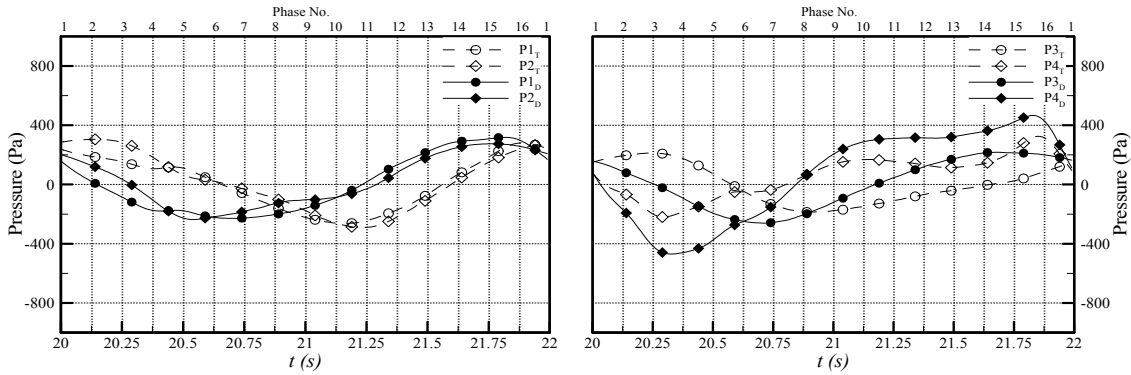 Phase No.
1 2 3 4 5 6 7 8 9 10 11 12 13 14 15 16 1
P1T
P2T
P1D
P2D
800
400
0
-400
-800
Pressure (Pa)
20 20.25 20.5 20.75 21 21.25 21.5 21.75 22
t (s)
Phase No.
1 2 3 4 5 6 7 8 9 10 11 12 13 14 15 16 1
P3T
P4T
P3D
P4D
800
400
0
-400
-800
Pressure (Pa)
20 20.25 20.5 20.75 21 21.25 21.5 21.75 22
t (s)